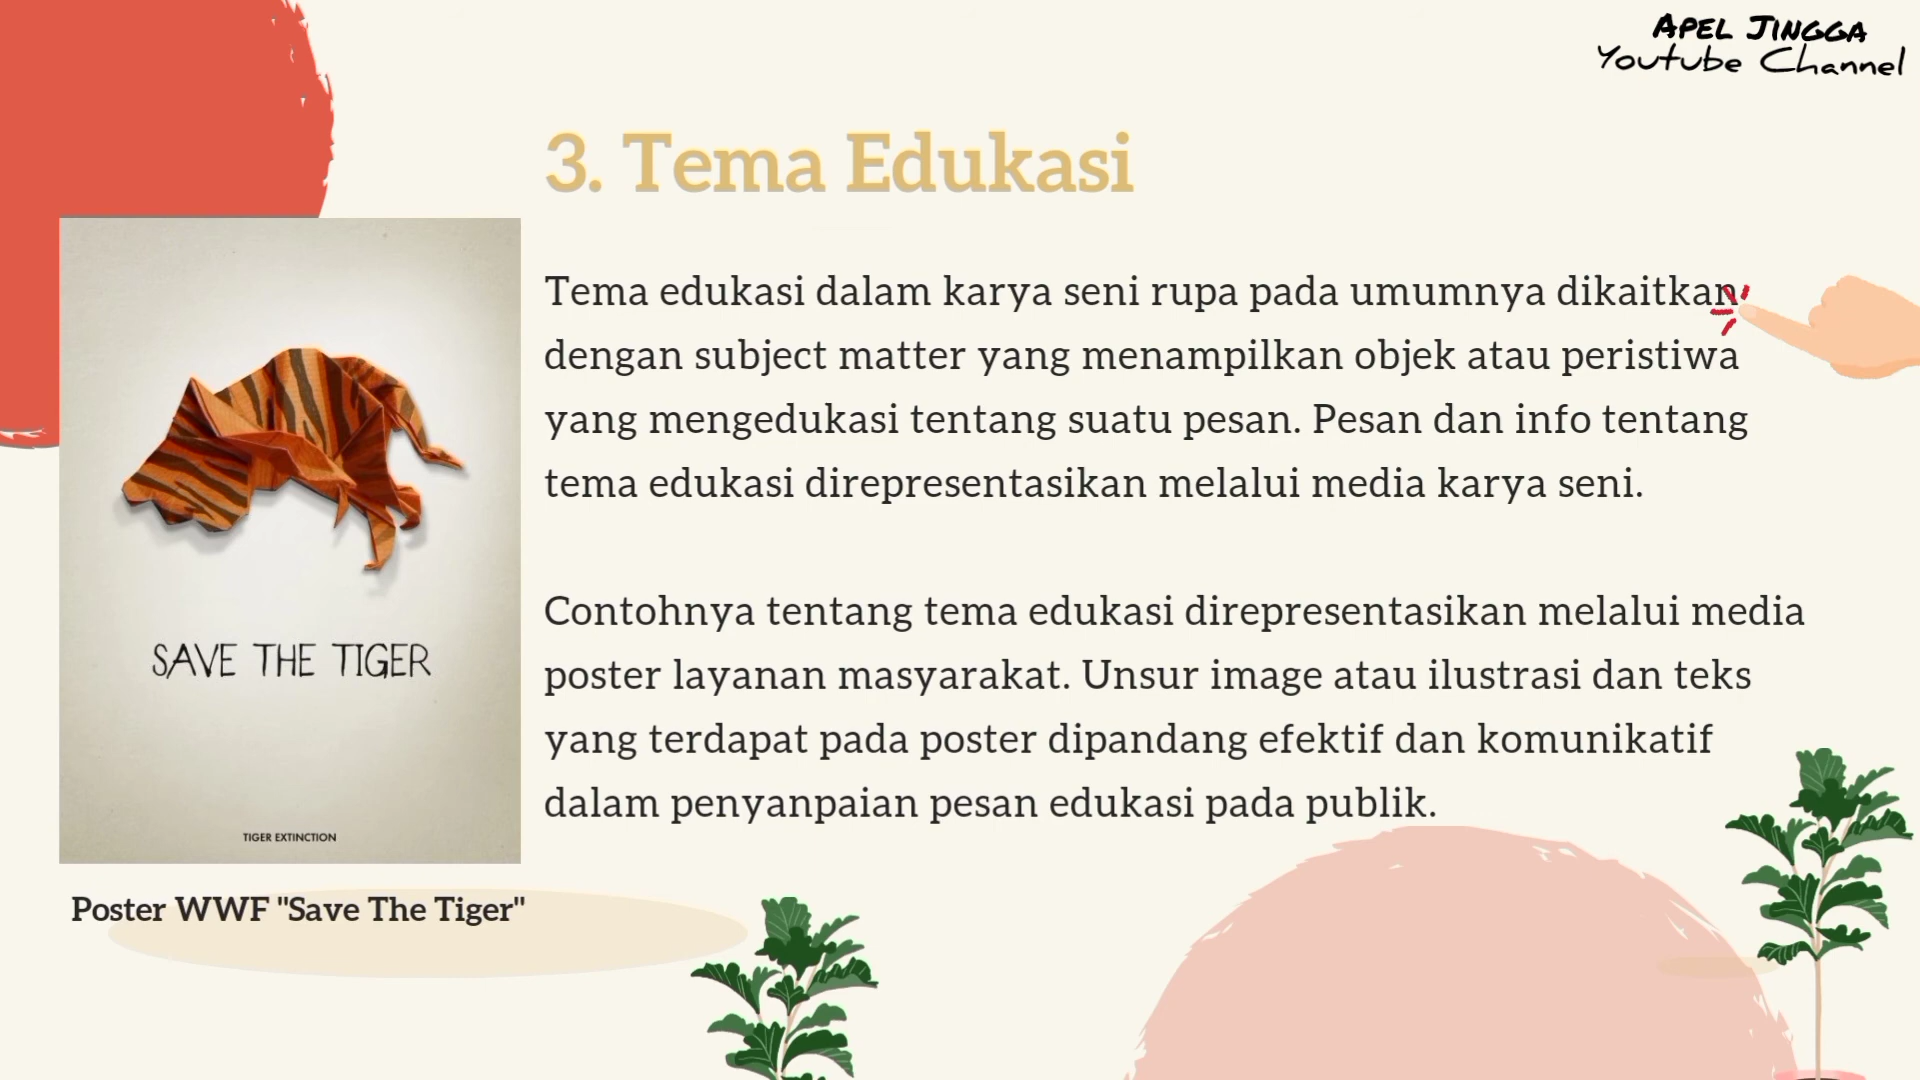 APEL JINGGA
Youtube Channel
3. Tema Edukasi
Tema edukasi dalam karya seni rupa pada umumnya dikaitkan
dengan subject matter yang menampilkan objek atau peristiwa
yang mengedukasi tentang suatu pesan. Pesan dan info tentang
tema edukasi direpresentasikan melalui media karya seni.
Contohnya tentang tema edukasi direpresentasikan melalui media
poster layanan masyarakat. Unsur image atau ilustrasi dan teks
yang terdapat pada poster dipandang efektif dan komunikatif
dalam penyanpaian pesan edukasi pada publik.
SAVE THE TIGER
TIGER EXTINCTION
Poster WWF "Save The Tiger"